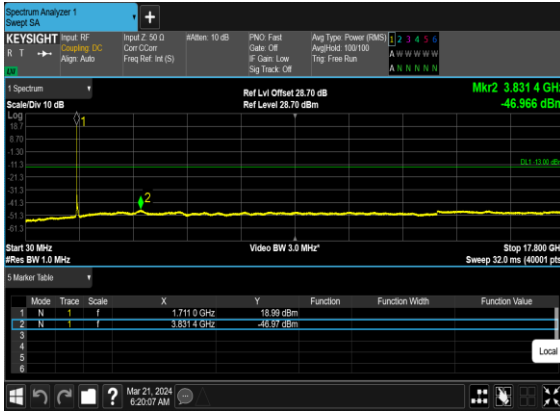 Spectrum Analyzer 1
Swept SA
+
KEYSIGHT Input: RF Input Z: 50 Ω #Atten: 10 dB PNO: Fast Avg Type: Power (RMS) 1 2 3 4 5 6
R T Coupling: DC Corr CCorr Gate: Off Avg|Hold: 100/100 A W W W W W
Align: Auto Freq Ref: Int (S) IF Gain: Low Trig: Free Run
Sig Track: Off A N N N N N
1 Spectrum
Ref Lvl Offset 28.70 dB Mkr2 3.831 4 GHz
Scale/Div 10 dB Ref Level 28.70 dBm -46.966 dBm
Log
18.7
8.70
-1.30
-11.3
DL1 -13.00 dBm
-21.3
-31.3
-41.3
-51.3
-61.3
1
2
Start 30 MHz Video BW 3.0 MHz* Stop 17.800 GHz
#Res BW 1.0 MHz Sweep 32.0 ms (40001 pts)
5 Marker Table
Mode Trace Scale X Y Function Function Width Function Value
1 N 1 f 1.711 0 GHz 18.99 dBm
2 N 1 f 3.831 4 GHz -46.97 dBm
3
4
5
6
Local
? Mar 21, 2024
6:20:07 AM